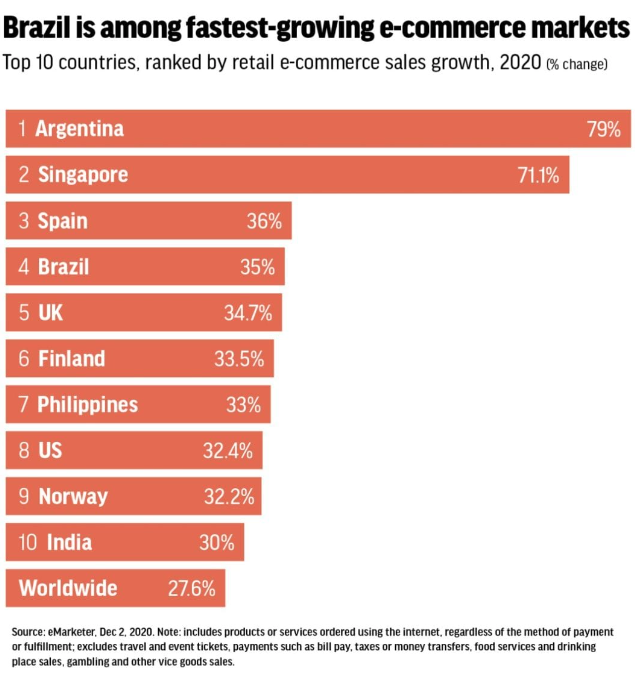 Brazil is among fastest-growing e-commerce markets
Top 10 countries, ranked by retail e-commerce sales growth, 2020 (% change)
1 Argentina 79%
2 Singapore 71.1%
3 Spain 36%
4 Brazil 35%
5 UK 34.7%
6 Finland 33.5%
7 Philippines 33%
8 US 32.4%
9 Norway 32.2%
10 India 30%
Worldwide 27.6%
Source: eMarketer, Dec 2, 2020. Note: includes products or services ordered using the internet, regardless of the method of payment
or fulfillment; excludes travel and event tickets, payments such as bill pay, taxes or money transfers, food services and drinking
place sales, gambling and other vice goods sales.